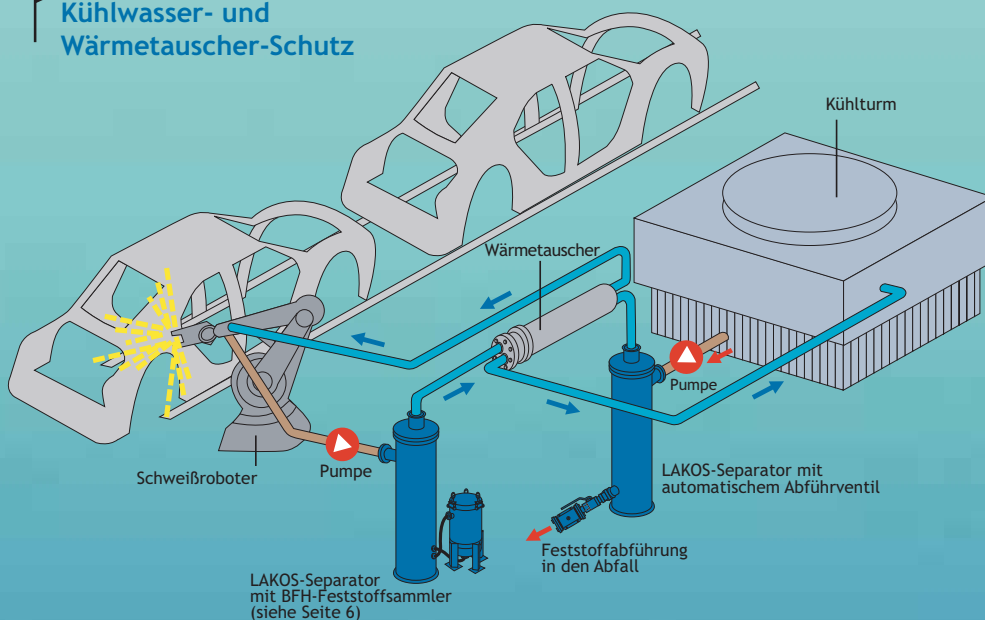 Kühlwasser- und
Wärmetauscher-Schutz
Kühlturm
Wärmetauscher
Pumpe
Schweißroboter
Pumpe
LAKOS-Separator mit
automatischem Abführventil
Feststoffabführung
in den Abfall
LAKOS-Separator
mit BFH-Feststoffsammler
(siehe Seite 6)